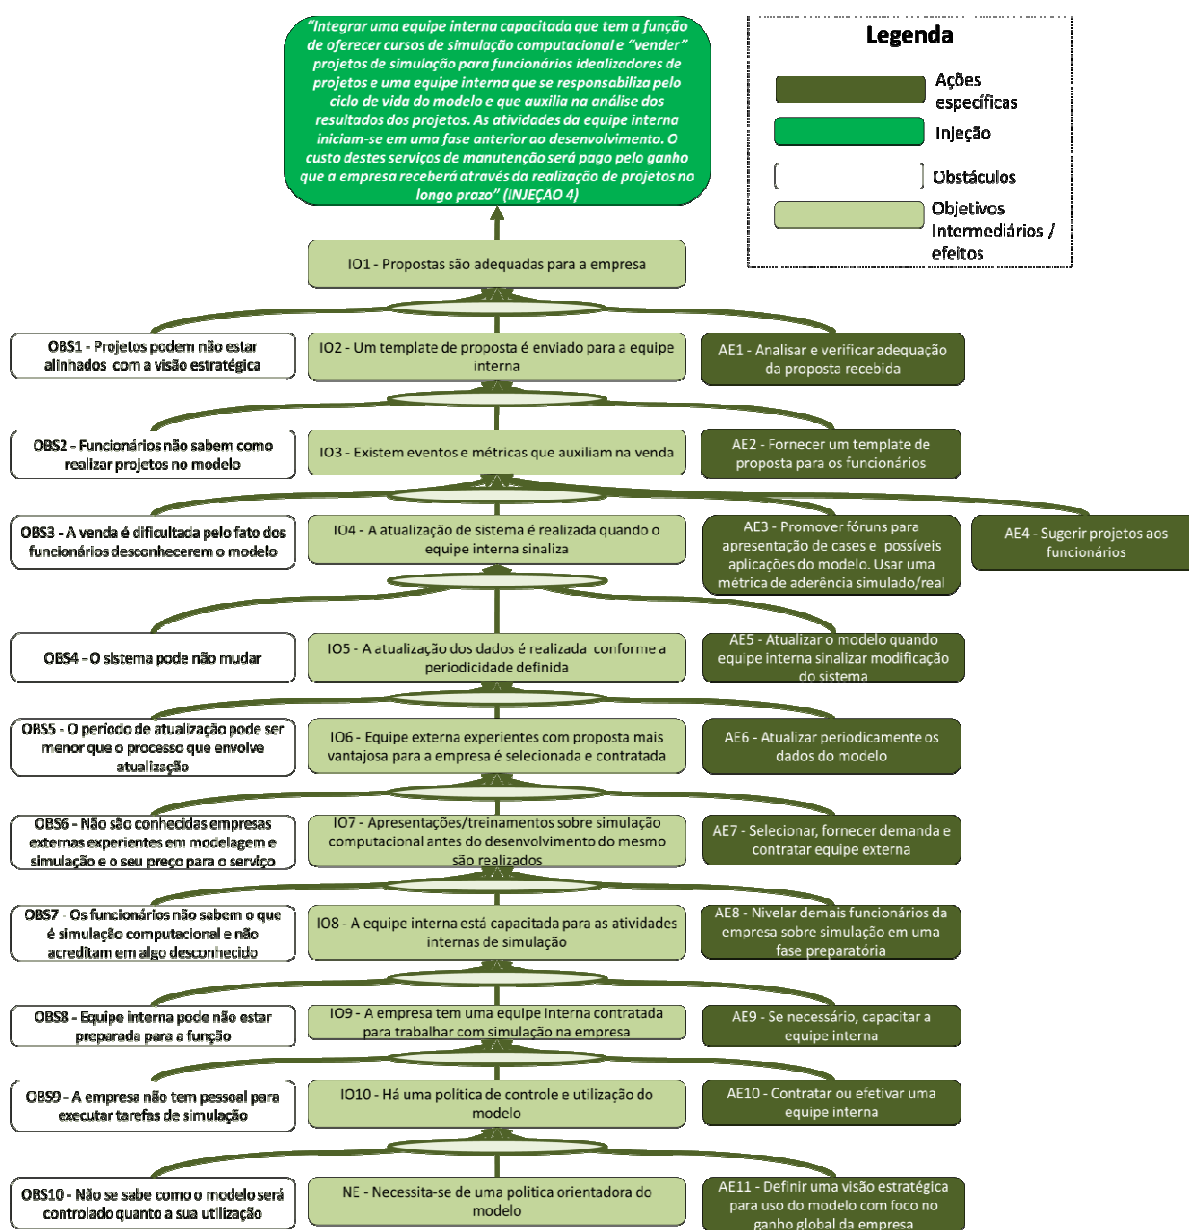 “Integrar uma equipe interna capacitada que tem a função
de oferecer cursos de simulação computacional e “vender”
projetos de simulação para funcionários idealizadores de
projetos e uma equipe interna que se responsabiliza pelo
ciclo de vida do modelo e que auxilia na análise dos
resultados dos projetos. As atividades da equipe interna
iniciam-se em uma fase anterior ao desenvolvimento. O
custo destes serviços de manutenção será pago pelo ganho
que a empresa receberá através da realização de projetos no
longo prazo” (INJEÇAO 4)
Legenda
Ações
específicas
Injeção
Obstáculos
Objetivos
Intermediários /
efeitos
IO1 - Propostas são adequadas para a empresa
OBS1 - Projetos podem não estar
alinhados com a visão estratégica
IO2 - Um template de proposta é enviado para a equipe
interna
AE1 - Analisar e verificar adequação
da proposta recebida
OBS2 - Funcionários não sabem como
realizar projetos no modelo
IO3 - Existem eventos e métricas que auxiliam na venda
AE2 - Fornecer um template de
proposta para os funcionários
OBS3 - A venda é dificultada pelo fato dos
funcionários desconhecerem o modelo
IO4 - A atualização de sistema é realizada quando o
equipe interna sinaliza
AE3 - Promover fóruns para
apresentação de cases e possíveis
aplicações do modelo. Usar uma
métrica de aderência simulado/real
AE4 - Sugerir projetos aos
funcionários
OBS4 - O sistema pode não mudar
IO5 - A atualização dos dados é realizada conforme a
periodicidade definida
AE5 - Atualizar o modelo quando
equipe interna sinalizar modificação
do sistema
OBS5 - O período de atualização pode ser
menor que o processo que envolve
atualização
IO6 - Equipe externa experientes com proposta mais
vantajosa para a empresa é selecionada e contratada
AE6 - Atualizar periodicamente os
dados do modelo
OBS6 - Não são conhecidas empresas
externas experientes em modelagem e
simulação e o seu preço para o serviço
IO7 - Apresentações/treinamentos sobre simulação
computacional antes do desenvolvimento do mesmo
são realizados
AE7 - Selecionar, fornecer demanda e
contratar equipe externa
OBS7 - Os funcionários não sabem o que
é simulação computacional e não
acreditam em algo desconhecido
IO8 - A equipe interna está capacitada para as atividades
internas de simulação
AE8 - Nivelar demais funcionários da
empresa sobre simulação em uma
fase preparatória
OBS8 - Equipe interna pode não estar
preparada para a função
IO9 - A empresa tem uma equipe Interna contratada
para trabalhar com simulação na empresa
AE9 - Se necessário, capacitar a
equipe interna
OBS9 - A empresa não tem pessoal para
executar tarefas de simulação
IO10 - Há uma política de controle e utilização do
modelo
AE10 - Contratar ou efetivar uma
equipe interna
OBS10 - Não se sabe como o modelo será
controlado quanto a sua utilização
NE - Necessita-se de uma politica orientadora do
modelo
AE11 - Definir uma visão estratégica
para uso do modelo com foco no
ganho global da empresa